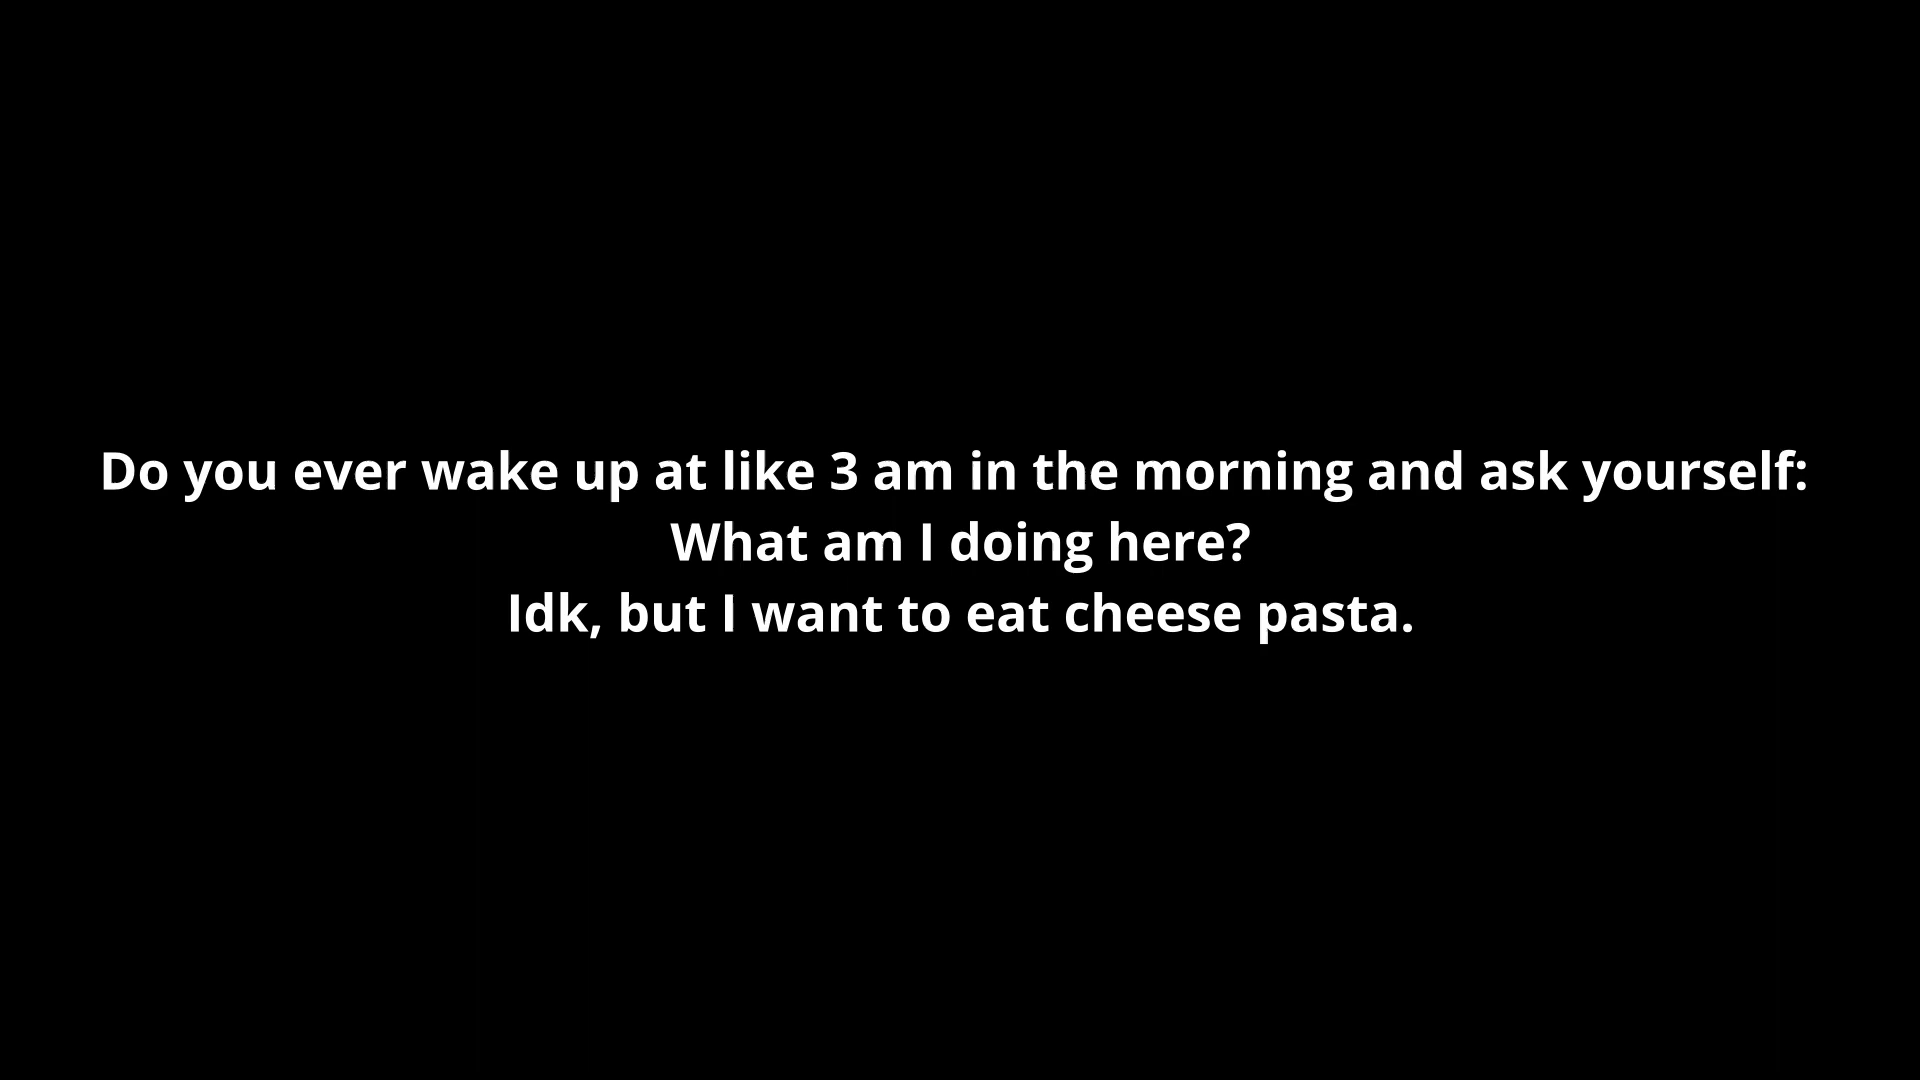 Do you ever wake up at like 3 am in the morning and ask yourself:
What am I doing here?
Idk, but I want to eat cheese pasta.